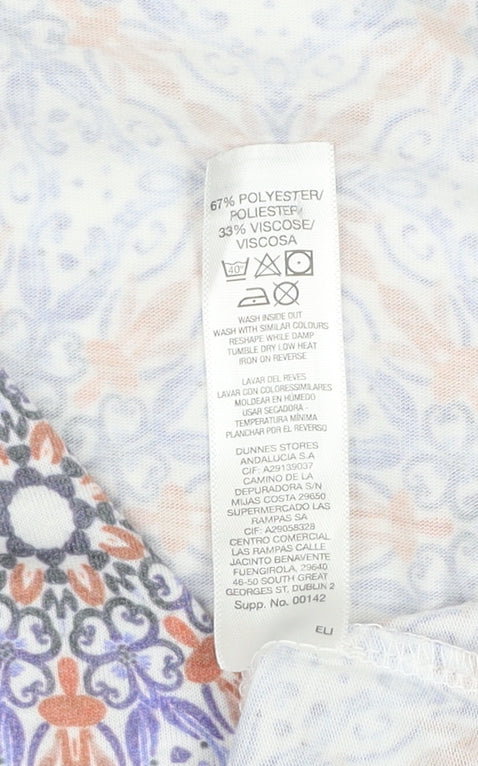 67% POLYESTER/
POLIESTER/
33% VISCOSE/
VISCOSA
40°
WASH INSIDE OUT
WASH WITH SIMILAR COLOURS
RESHAPE WHILE DAMP
TUMBLE DRY LOW HEAT
IRON ON REVERSE
LAVAR DEL REVES
LAVAR CON COLORESSIMILARES
MOLDEAR EN HÚMEDO
USAR SECADORA -
TEMPERATURA MÍNIMA
PLANCHAR POR EL REVERSO
DUNNES STORES
ANDALUCIA S.A
CIF: A29139037
CAMINO DE LA
DEPURADORA S/N
MIJAS COSTA 29650
SUPERMERCADO LAS
RAMPAS SA
CIF: A29058328
CENTRO COMERCIAL
LAS RAMPAS CALLE
JACINTO BENAVENTE
FUENGIROLA, 29640
46-50 SOUTH GREAT
GEORGES ST, DUBLIN 2
Supp. No. 00142
ELI